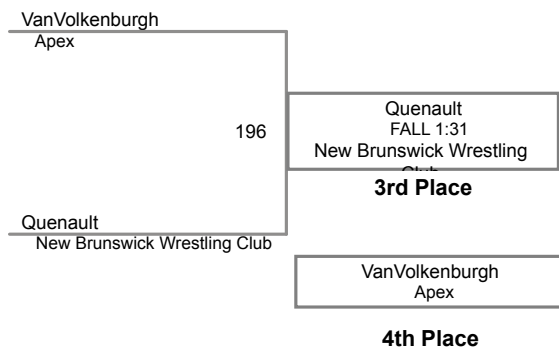 VanVolkenburgh
Apex
196
Quenault
FALL 1:31
New Brunswick Wrestling
Club
3rd Place
Quenault
New Brunswick Wrestling Club
VanVolkenburgh
Apex
4th Place